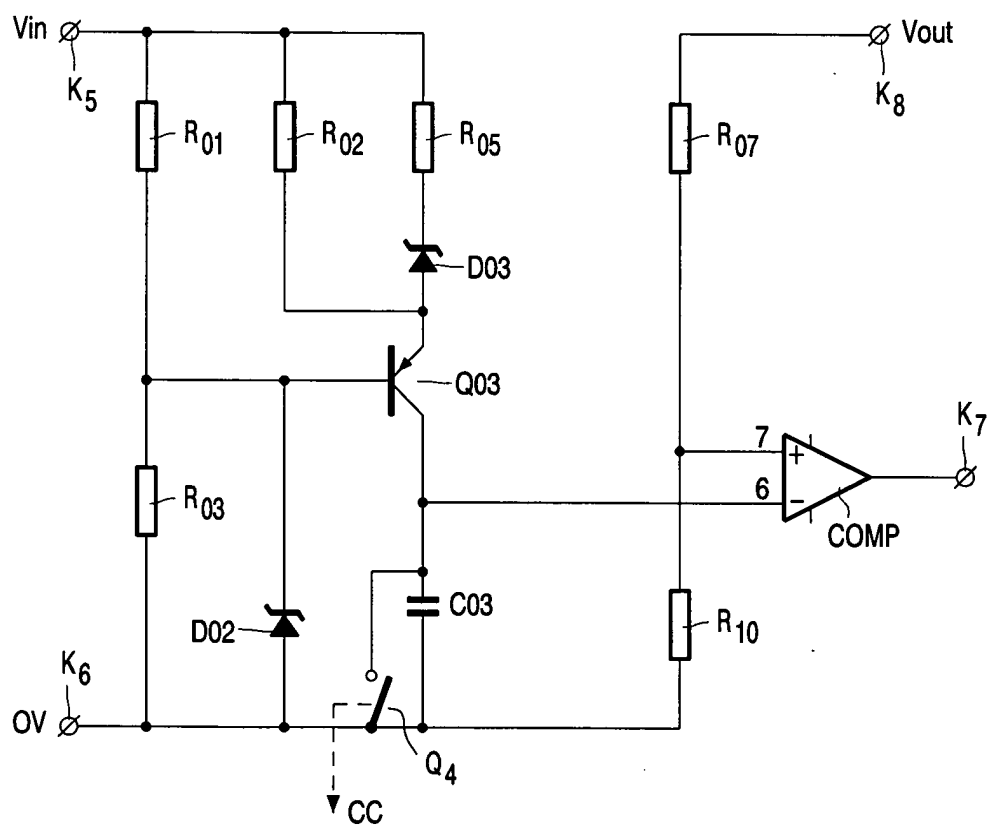 Vin
K5
R01
R02
R05
D03
Q03
R03
D02
C03
K6
OV
Q4
CC
Vout
K8
R07
7
6
+
−
COMP
K7
R10